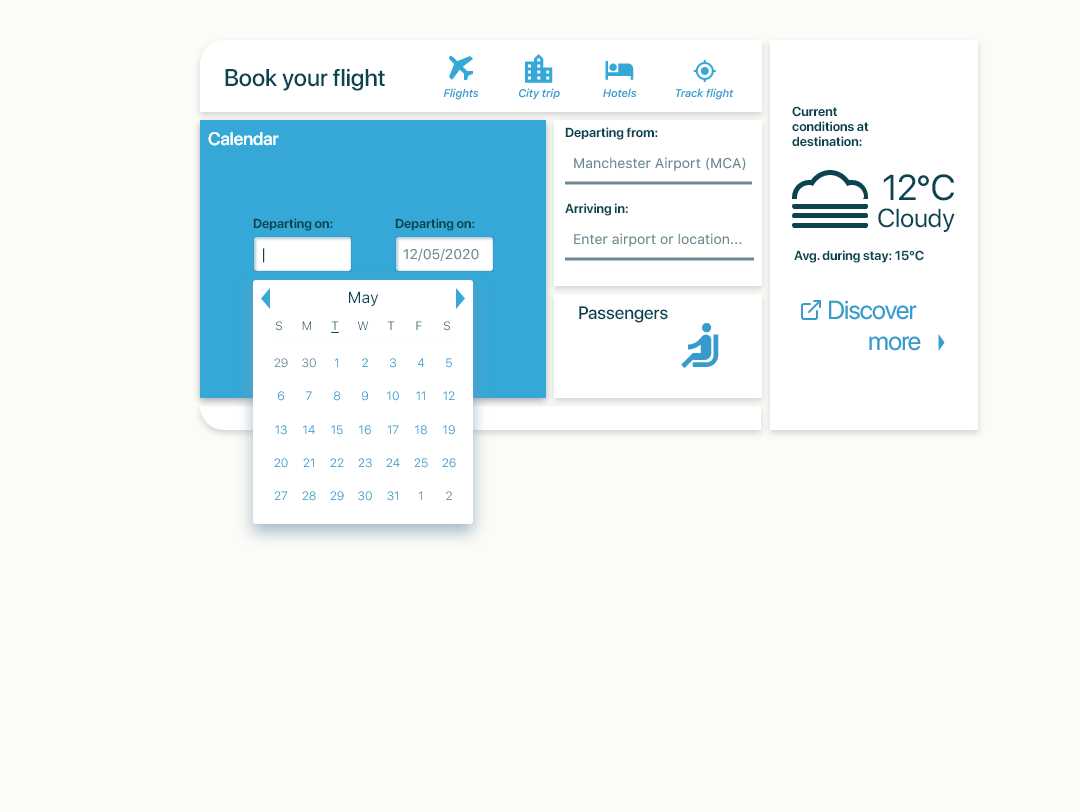 Book your flight
Flights
City trip
Hotels
Track flight
Calendar
Departing on:
Departing on:
12/05/2020
May
S M T W T F S
29 30 1 2 3 4 5
6 7 8 9 10 11 12
13 14 15 16 17 18 19
20 21 22 23 24 25 26
27 28 29 30 31 1 2
Departing from:
Manchester Airport (MCA)
Arriving in:
Enter airport or location...
Passengers
Current
conditions at
destination:
12°C
Cloudy
Avg. during stay: 15°C
Discover
more